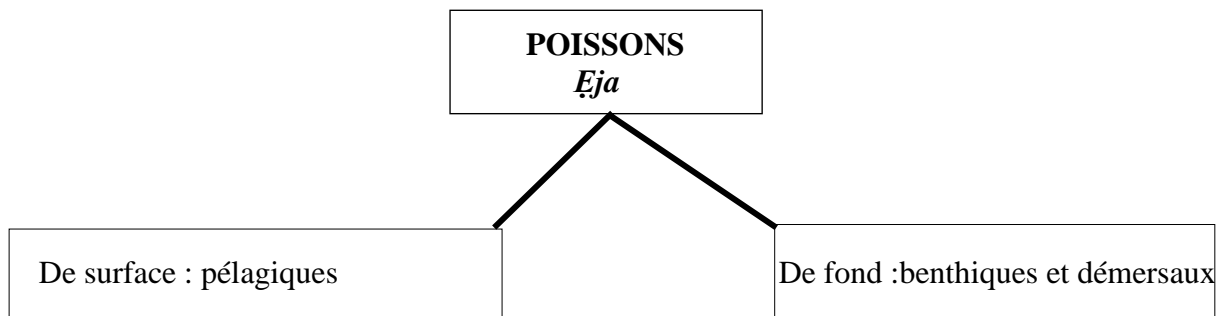 POISSONS
Ẹja
De surface : pélagiques
De fond :benthiques et démersaux